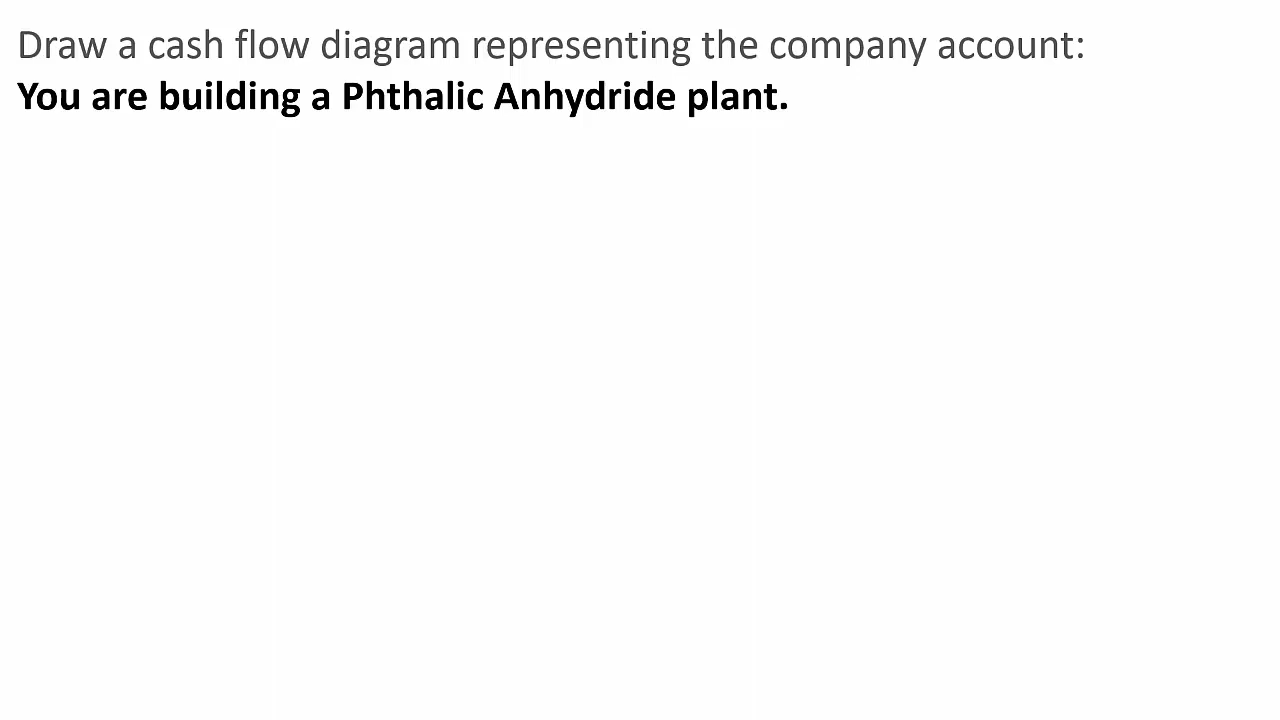 Draw a cash flow diagram representing the company account:
You are building a Phthalic Anhydride plant.